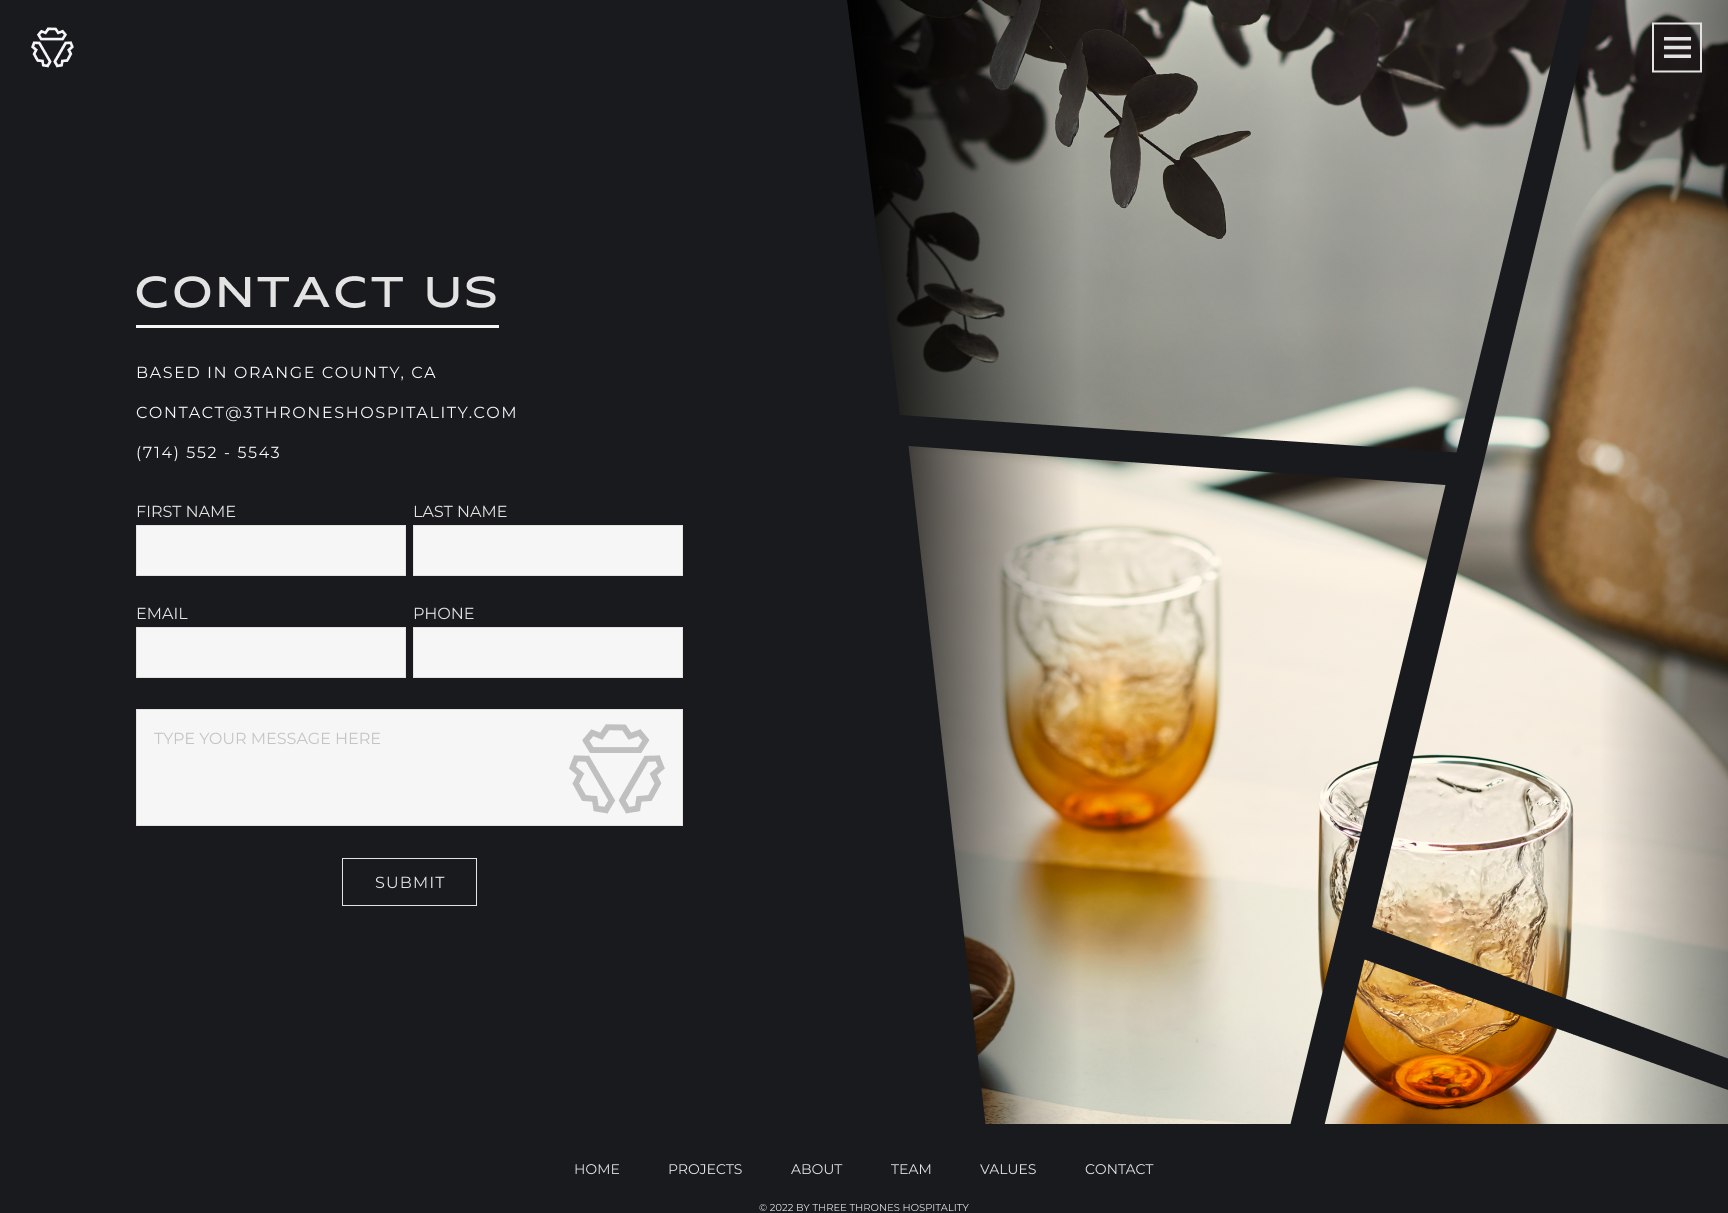 CONTACT US
BASED IN ORANGE COUNTY, CA
CONTACT@3THRONESHOSPITALITY.COM
(714) 552 - 5543
FIRST NAME
LAST NAME
EMAIL
PHONE
TYPE YOUR MESSAGE HERE
SUBMIT
HOME PROJECTS ABOUT TEAM VALUES CONTACT
© 2022 BY THREE THRONES HOSPITALITY